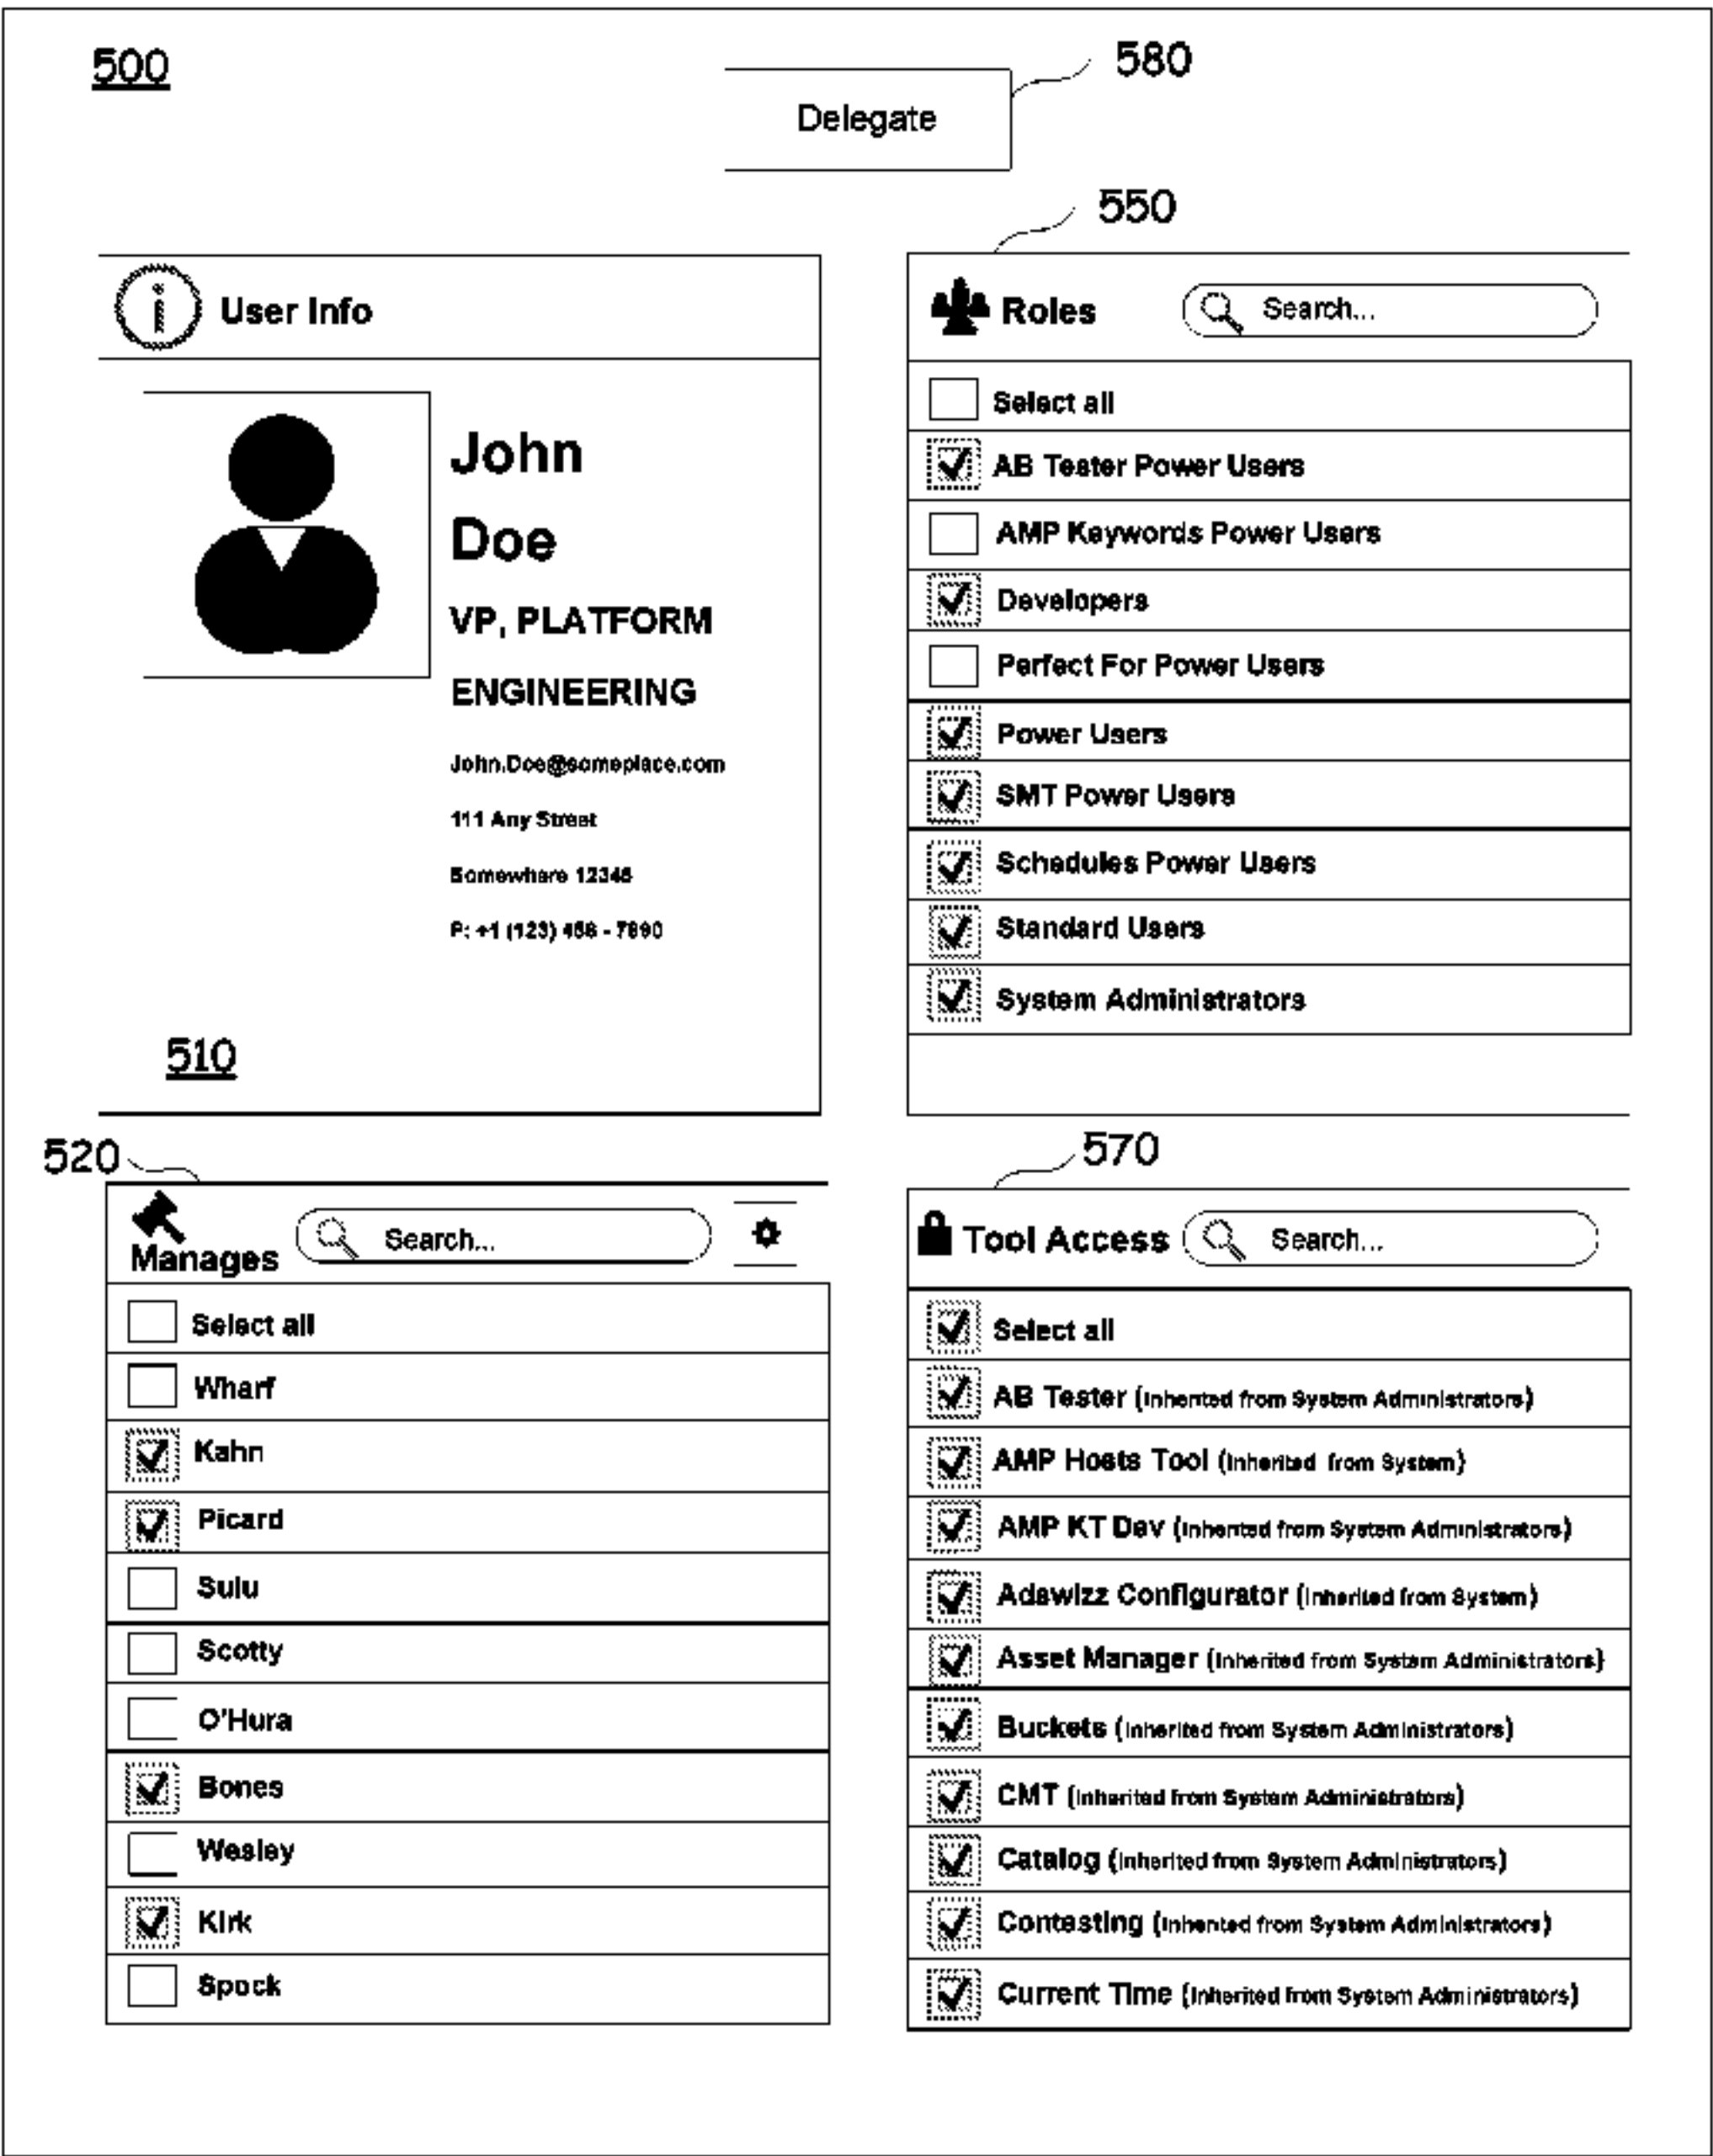 500
580
Delegate
550
User Info
John
Doe
VP, PLATFORM
ENGINEERING
John.Doe@someplace.com
111 Any Street
Somewhere 12345
P: +1 (123) 456 - 7890
510
Roles
Search...
Select all
AB Tester Power Users
AMP Keywords Power Users
Developers
Perfect For Power Users
Power Users
SMT Power Users
Schedules Power Users
Standard Users
System Administrators
520
Manages
Search...
Select all
Wharf
Kahn
Picard
Sulu
Scotty
O'Hura
Bones
Wesley
Kirk
Spock
570
Tool Access
Search...
Select all
AB Tester (Inherited from System Administrators)
AMP Hosts Tool (Inherited from System)
AMP KT Dev (Inherited from System Administrators)
Adawizz Configurator (Inherited from System)
Asset Manager (Inherited from System Administrators)
Buckets (Inherited from System Administrators)
CMT (Inherited from System Administrators)
Catalog (Inherited from System Administrators)
Contesting (Inherited from System Administrators)
Current Time (Inherited from System Administrators)